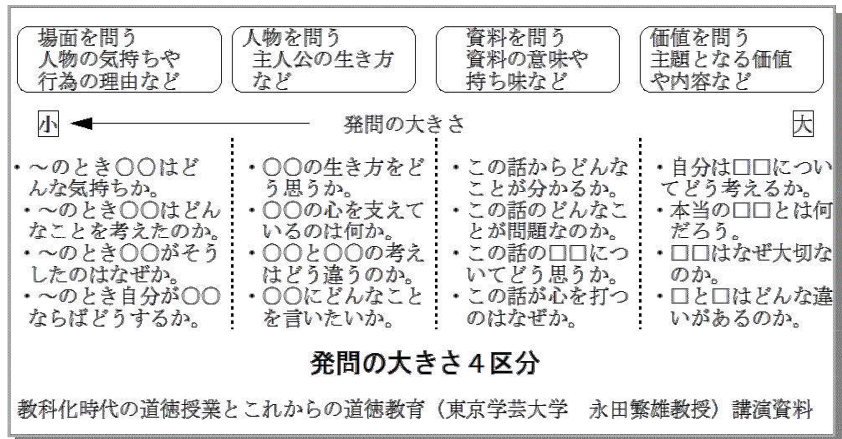 場面を問う
人物の気持ちや
行為の理由など
人物を問う
主人公の生き方
など
資料を問う
資料の意味や
持ち味など
価値を問う
主題となる価値
や内容など
小
発問の大きさ
大
・～のとき○○はど
んな気持ちか。
・～のとき○○はどん
なことを考えたのか。
・～のとき○○がそう
したのはなぜか。
・～のとき自分が○○
ならばどうするか。
・○○の生き方をど
う思うか。
・○○の心を支えて
いるのは何か。
・○○と○○の考え
はどう違うのか。
・○○にどんなこと
を言いたいか。
・この話からどんな
ことが分かるか。
・この話のどんなこ
とが問題なのか。
・この話の□□につ
いてどう思うか。
・この話が心を打つ
のはなぜか。
・自分は□□につい
てどう考えるか。
・本当の□□とは何
だろう。
・□□はなぜ大切な
のか。
・□と□はどんな違
いがあるのか。
発問の大きさ４区分
教科化時代の道徳授業とこれからの道徳教育（東京学芸大学　永田繁雄教授）講演資料